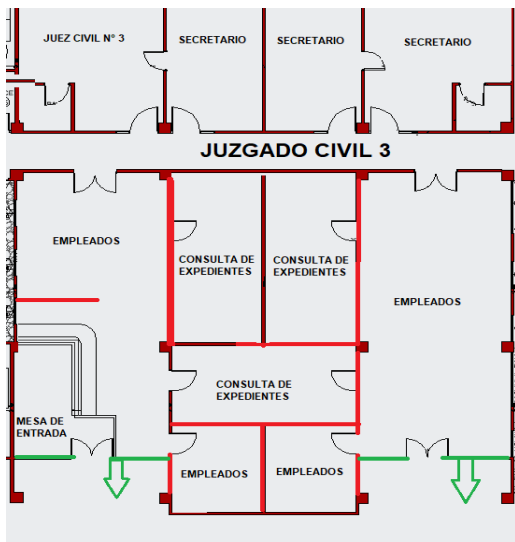 JUEZ CIVIL N° 3
SECRETARIO
SECRETARIO
SECRETARIO
JUZGADO CIVIL 3
EMPLEADOS
CONSULTA DE
EXPEDIENTES
CONSULTA DE
EXPEDIENTES
EMPLEADOS
CONSULTA DE
EXPEDIENTES
MESA DE
ENTRADA
EMPLEADOS
EMPLEADOS